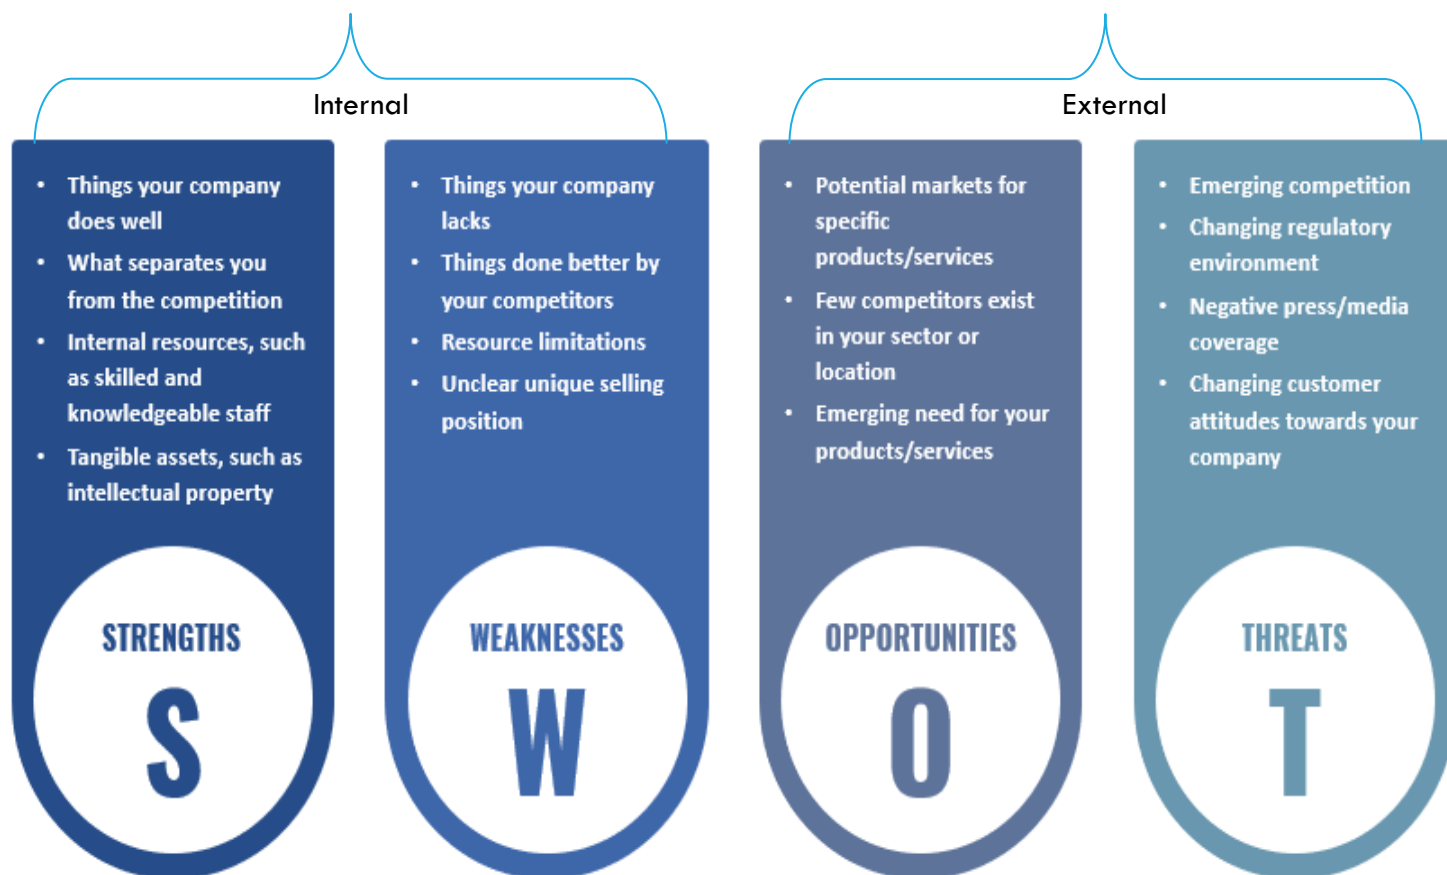 Internal
External
• Things your company
does well
• What separates you
from the competition
• Internal resources, such
as skilled and
knowledgeable staff
• Tangible assets, such as
intellectual property
STRENGTHS
S
• Things your company
lacks
• Things done better by
your competitors
• Resource limitations
• Unclear unique selling
position
WEAKNESSES
W
• Potential markets for
specific
products/services
• Few competitors exist
in your sector or
location
• Emerging need for your
products/services
OPPORTUNITIES
O
• Emerging competition
• Changing regulatory
environment
• Negative press/media
coverage
• Changing customer
attitudes towards your
company
THREATS
T